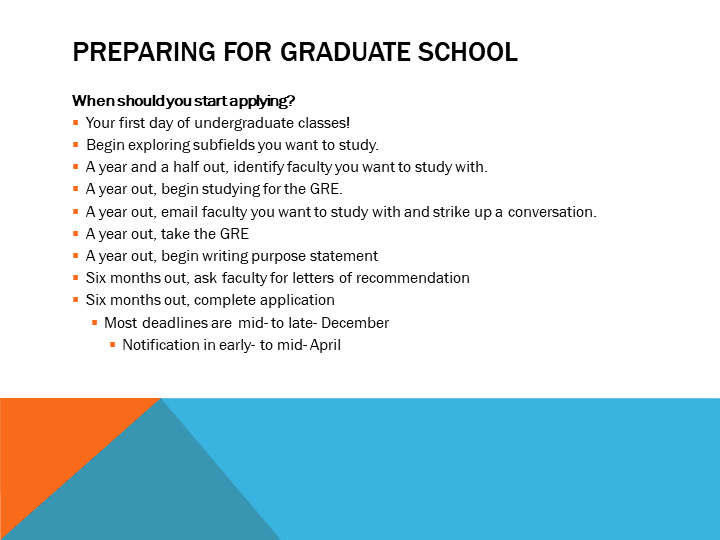 PREPARING FOR GRADUATE SCHOOL
When should you start applying?
▪ Your first day of undergraduate classes!
▪ Begin exploring subfields you want to study.
▪ A year and a half out, identify faculty you want to study with.
▪ A year out, begin studying for the GRE.
▪ A year out, email faculty you want to study with and strike up a conversation.
▪ A year out, take the GRE
▪ A year out, begin writing purpose statement
▪ Six months out, ask faculty for letters of recommendation
▪ Six months out, complete application
▪ Most deadlines are mid- to late- December
▪ Notification in early- to mid- April